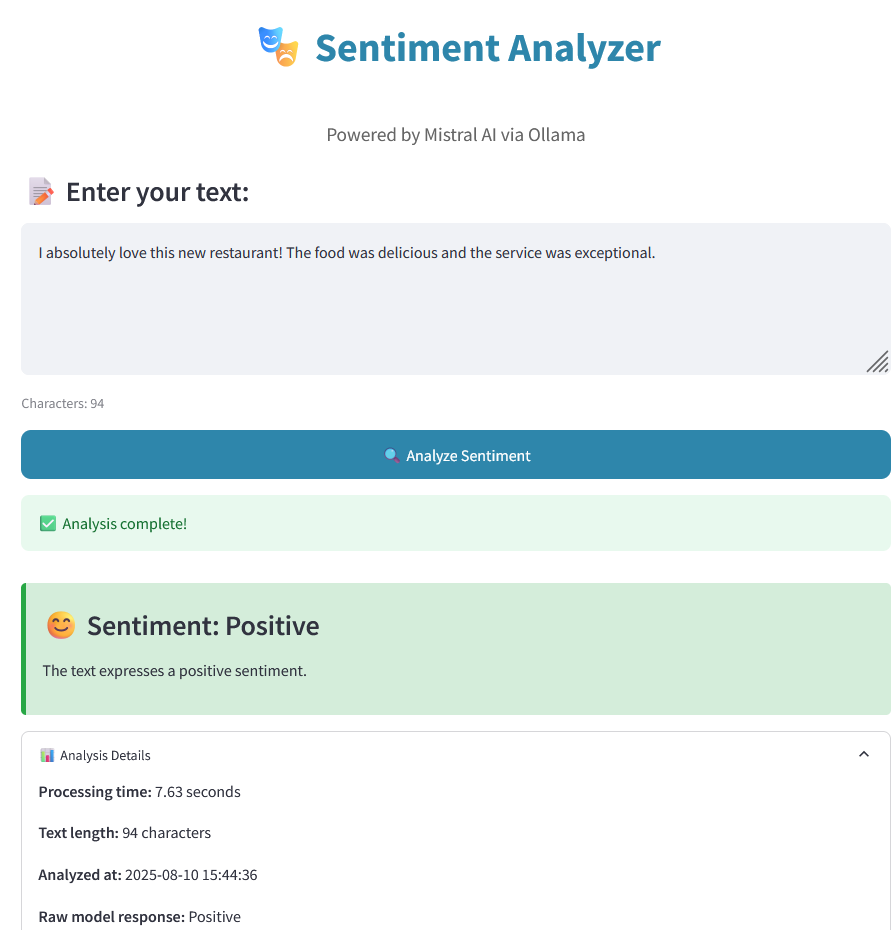 Sentiment Analyzer
Powered by Mistral AI via Ollama
Enter your text:
I absolutely love this new restaurant! The food was delicious and the service was exceptional.
Characters: 94
Analyze Sentiment
Analysis complete!
Sentiment: Positive
The text expresses a positive sentiment.
Analysis Details
Processing time: 7.63 seconds
Text length: 94 characters
Analyzed at: 2025-08-10 15:44:36
Raw model response: Positive